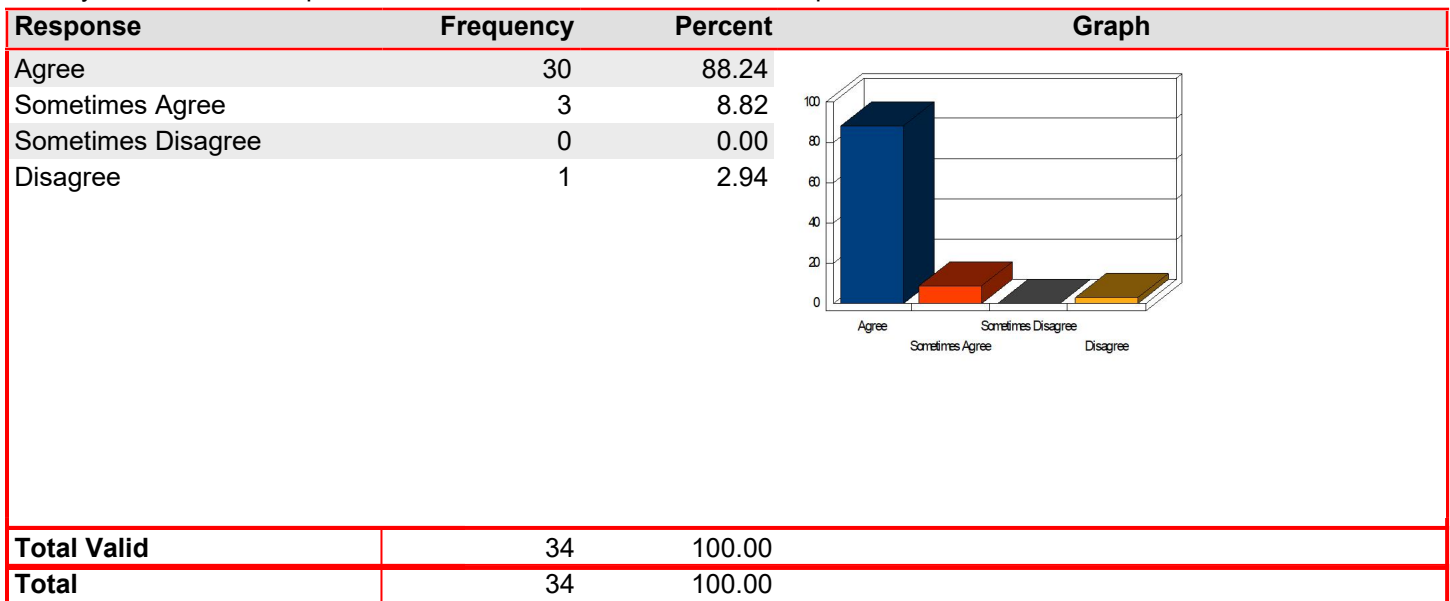 Response Frequency Percent Graph
Agree 30 88.24
Sometimes Agree 3 8.82
Sometimes Disagree 0 0.00
Disagree 1 2.94
100
80
60
40
20
0
Agree Sometimes Disagree
Sometimes Agree Disagree
Total Valid 34 100.00
Total 34 100.00